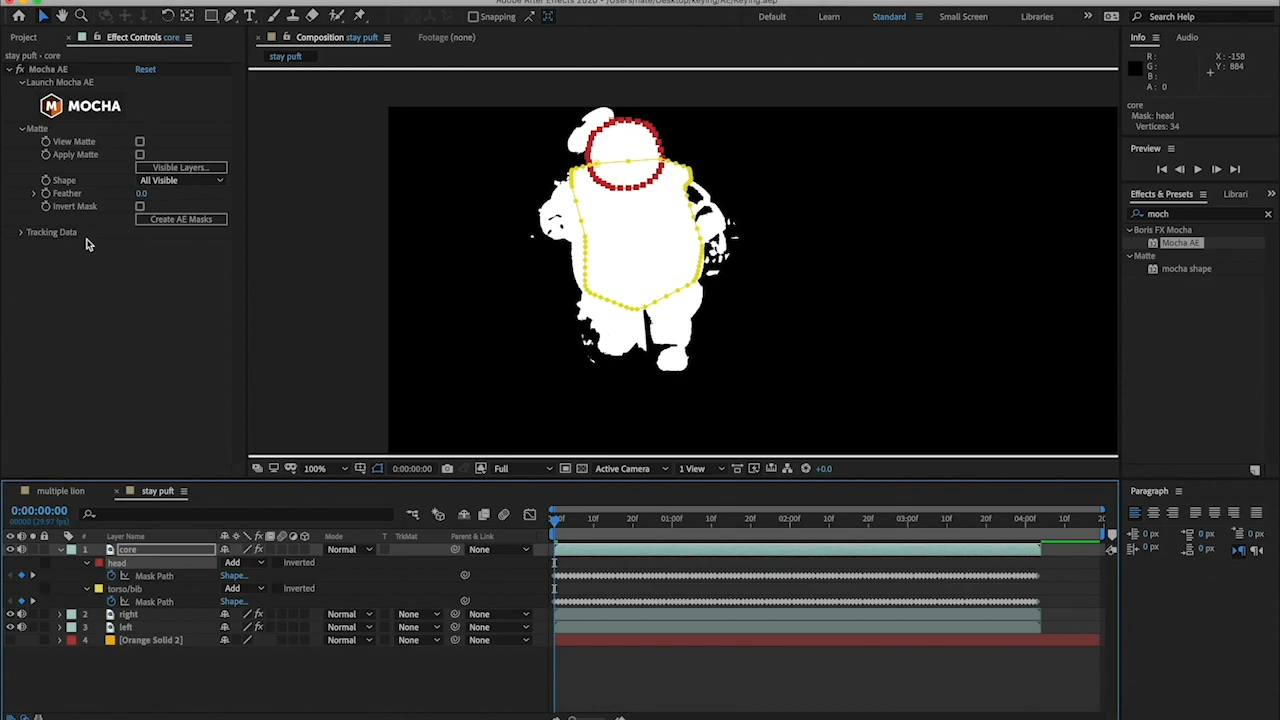 Adobe After Effects 2020 - /Users/nate/Desktop/keying/AE/Keying.aep
Snapping
Default
Learn
Standard
Small Screen
Libraries
Search Help
Project
Effect Controls core
Composition stay puft
Footage (none)
Info
Audio
stay puft · core
stay puft
Mocha AE
Reset
Launch Mocha AE
MOCHA
Matte
View Matte
Apply Matte
Visible Layers...
Shape
All Visible
Feather
0.0
Invert Mask
Create AE Masks
Tracking Data
R :
G :
B :
A : 0
X : -158
Y : 884
core
Mask: head
Vertices: 34
Preview
Effects & Presets
Librari
moch
Boris FX Mocha
Mocha AE
Matte
mocha shape
100%
0:00:00:00
Full
Active Camera
1 View
+0.0
multiple lion
stay puft
Paragraph
0:00:00:00
00000 (29.97 fps)
10f
20f
01:00f
10f
20f
02:00f
10f
20f
03:00f
10f
20f
04:00f
10f
#
Layer Name
Mode
T
TrkMat
Parent & Link
1
core
Normal
None
head
Add
Inverted
Mask Path
Shape...
torso/bib
Add
Inverted
Mask Path
Shape...
2
right
Normal
None
None
3
left
Normal
None
None
4
[Orange Solid 2]
Normal
None
None
0 px
0 px
0 px
0 px
0 px